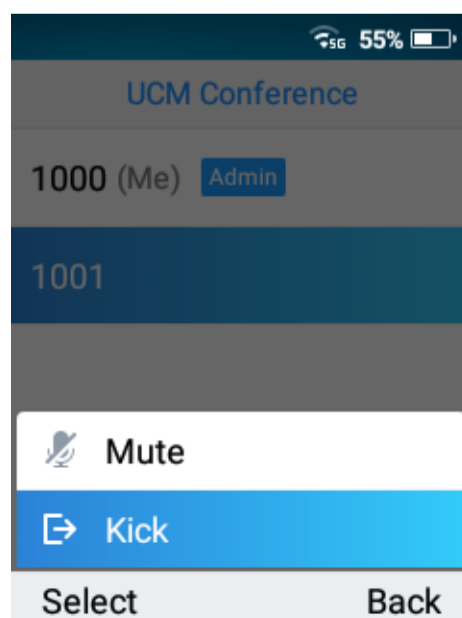 5G 55%
UCM Conference
1000 (Me) Admin
1001
Mute
Kick
Select Back